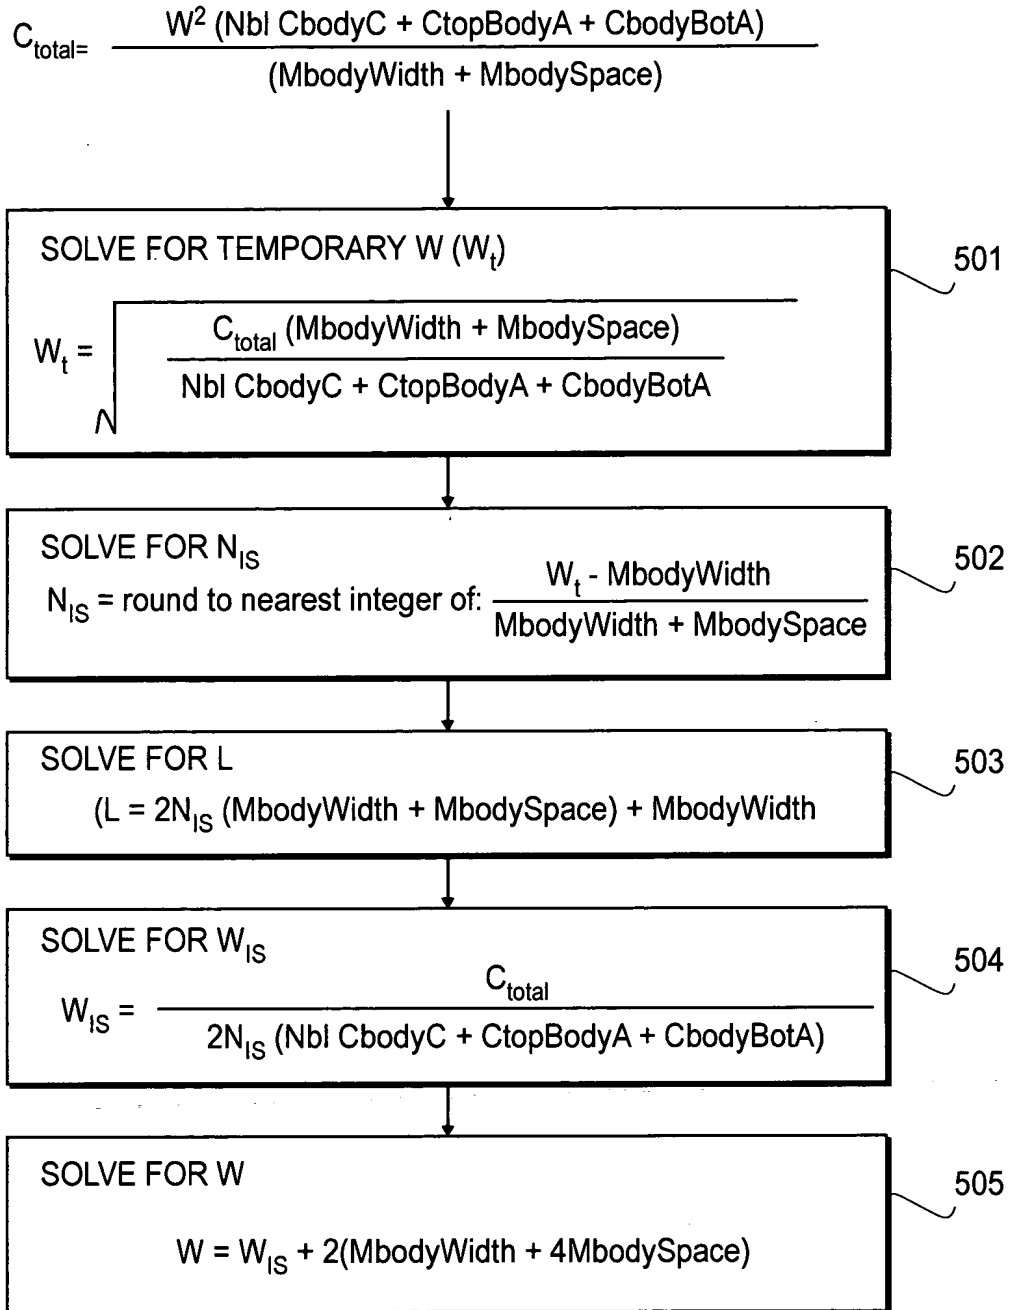 C_total= W² (Nbl CbodyC + CtopBodyA + CbodyBotA)
(MbodyWidth + MbodySpace)
SOLVE FOR TEMPORARY W (W_t)
501
W_t = √ C_total (MbodyWidth + MbodySpace)
Nbl CbodyC + CtopBodyA + CbodyBotA
SOLVE FOR N_IS
502
N_IS = round to nearest integer of: W_t - MbodyWidth
MbodyWidth + MbodySpace
SOLVE FOR L
503
(L = 2N_IS (MbodyWidth + MbodySpace) + MbodyWidth
SOLVE FOR W_IS
504
W_IS = C_total
2N_IS (Nbl CbodyC + CtopBodyA + CbodyBotA)
SOLVE FOR W
505
W = W_IS + 2(MbodyWidth + 4MbodySpace)